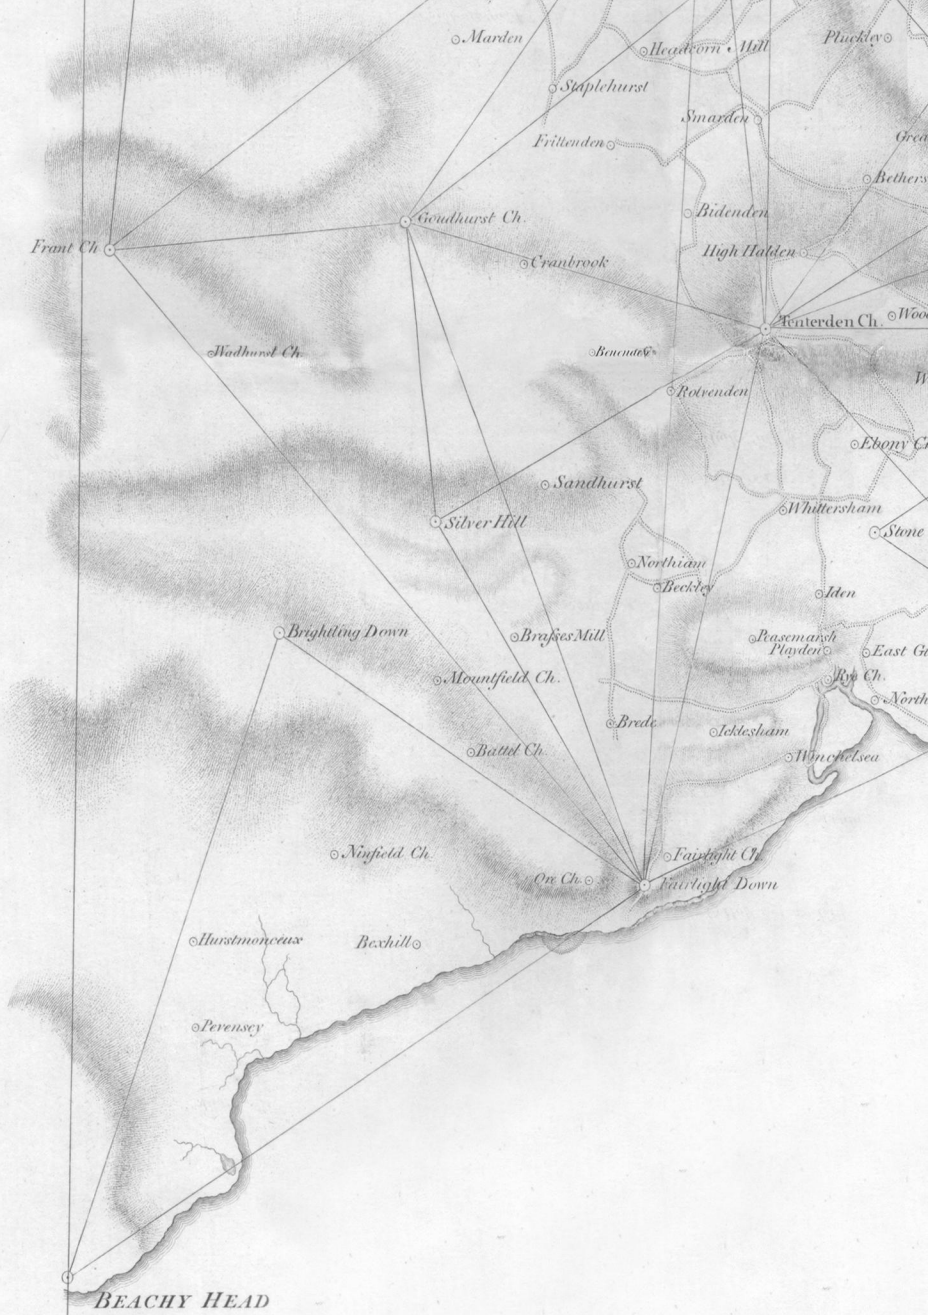 Marden
Headcorn Mill
Pluckley
Staplehurst
Smarden
Frittenden
Grea
Bethers
Bidenden
Goudhurst Ch.
Frant Ch
High Halden
Cranbrook
Tenterden Ch.
Woo
Wadhurst Ch.
W
Rolvenden
Ebony C
Sandhurst
Whittersham
Silver Hill
Stone
Northiam
Beckley
Iden
Brightling Down
Braſses Mill
Peasemarsh
Playden
East G
Mountfield Ch.
Rye Ch.
North
Brede
Icklesham
Battel Ch.
Winchelsea
Ninfield Ch.
Fairlight Ch.
Ore Ch.
Fairlight Down
Hurstmonceux
Bexhill
Pevensey
BEACHY HEAD